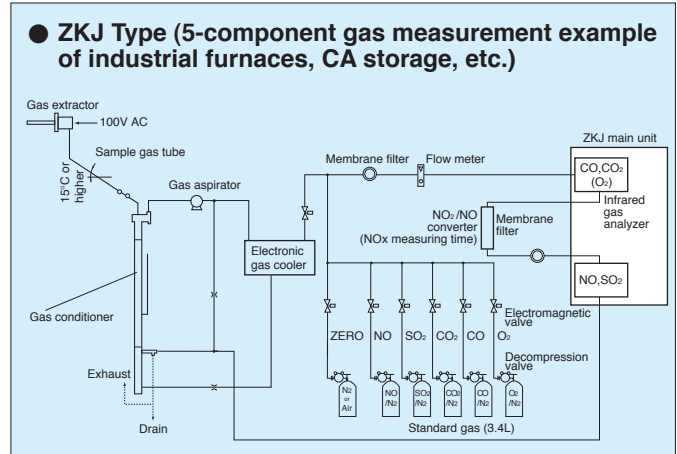 ● ZKJ Type (5-component gas measurement example
of industrial furnaces, CA storage, etc.)
Gas extractor
100V AC
Sample gas tube
15°C or
higher
Gas aspirator
Membrane filter
Flow meter
ZKJ main unit
CO,CO₂
(O₂)
Infrared
gas
analyzer
NO₂/NO
converter
(NOx measuring time)
Membrane
filter
Electronic
gas cooler
NO,SO₂
Gas conditioner
Electromagnetic
valve
ZERO
NO
SO₂
CO₂
CO
O₂
Decompression
valve
Exhaust
N₂
or
Air
NO
/N₂
SO₂
/N₂
CO₂
/N₂
CO
/N₂
O₂
/N₂
Drain
Standard gas (3.4L)